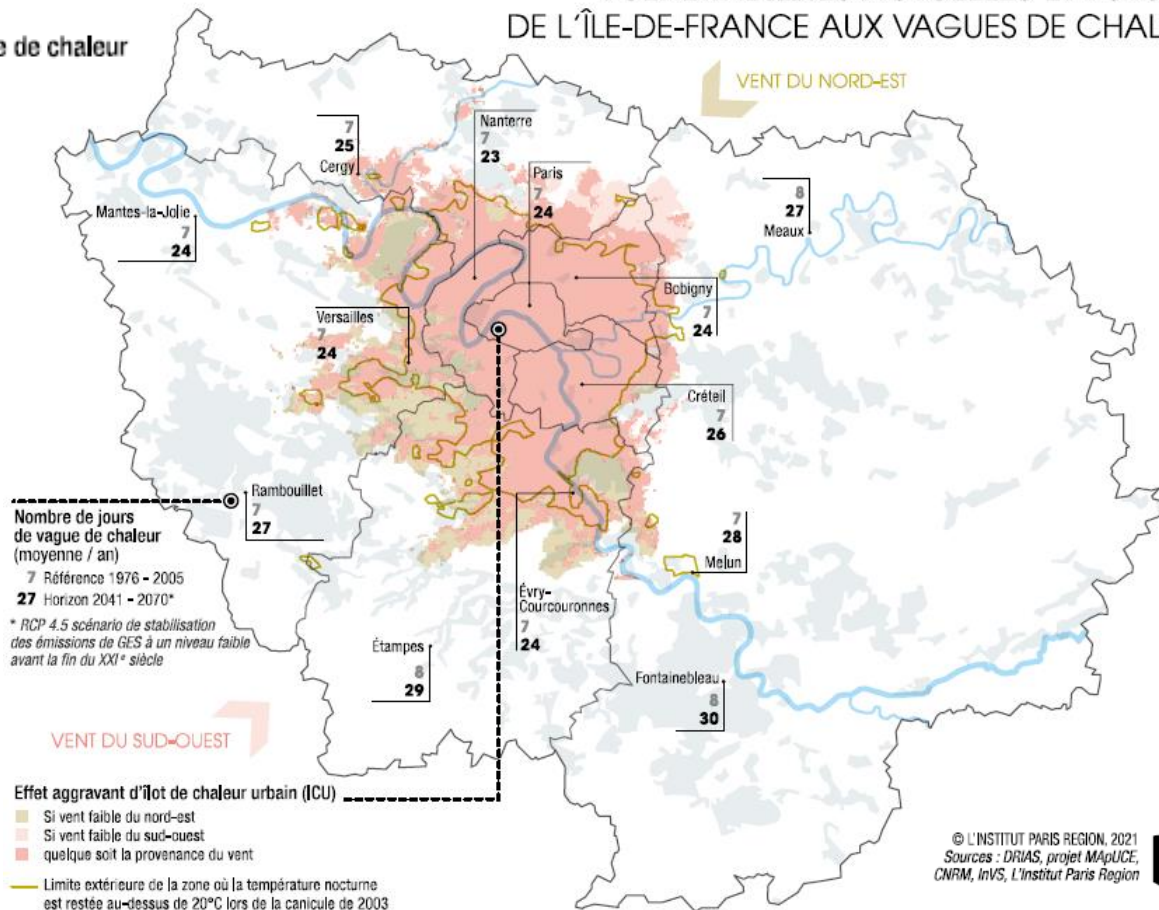 DE L'ÎLE-DE-FRANCE AUX VAGUES DE CHAL
e de chaleur
VENT DU NORD-EST
7
25
Cergy
Nanterre
7
23
Paris
7
24
8
27
Meaux
Mantes-la-Jolie
7
24
Bobigny
7
24
Versailles
7
24
Créteil
7
26
Rambouillet
7
27
7
28
Melun
Évry-
Courcouronnes
7
24
Étampes
8
29
Fontainebleau
8
30
Nombre de jours
de vague de chaleur
(moyenne / an)
7 Référence 1976 - 2005
27 Horizon 2041 - 2070*
* RCP 4.5 scénario de stabilisation
des émissions de GES à un niveau faible
avant la fin du XXIe siècle
VENT DU SUD-OUEST
Effet aggravant d'îlot de chaleur urbain (ICU)
Si vent faible du nord-est
Si vent faible du sud-ouest
quelque soit la provenance du vent
Limite extérieure de la zone où la température nocturne
est restée au-dessus de 20°C lors de la canicule de 2003
© L'INSTITUT PARIS REGION, 2021
Sources : DRIAS, projet MApUCE,
CNRM, InVS, L'Institut Paris Region